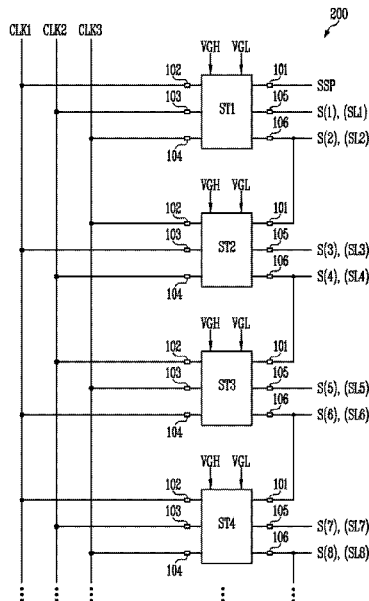 200
CLK1 CLK2 CLK3
VGH VGL
102 101
SSP
103 ST1 105
S(1), (SL1)
106
S(2), (SL2)
104
VGH VGL
102 101
103 ST2 105
S(3), (SL3)
106
S(4), (SL4)
104
VGH VGL
102 101
103 ST3 105
S(5), (SL5)
106
S(6), (SL6)
104
VGH VGL
102 101
103 ST4 105
S(7), (SL7)
106
S(8), (SL8)
104